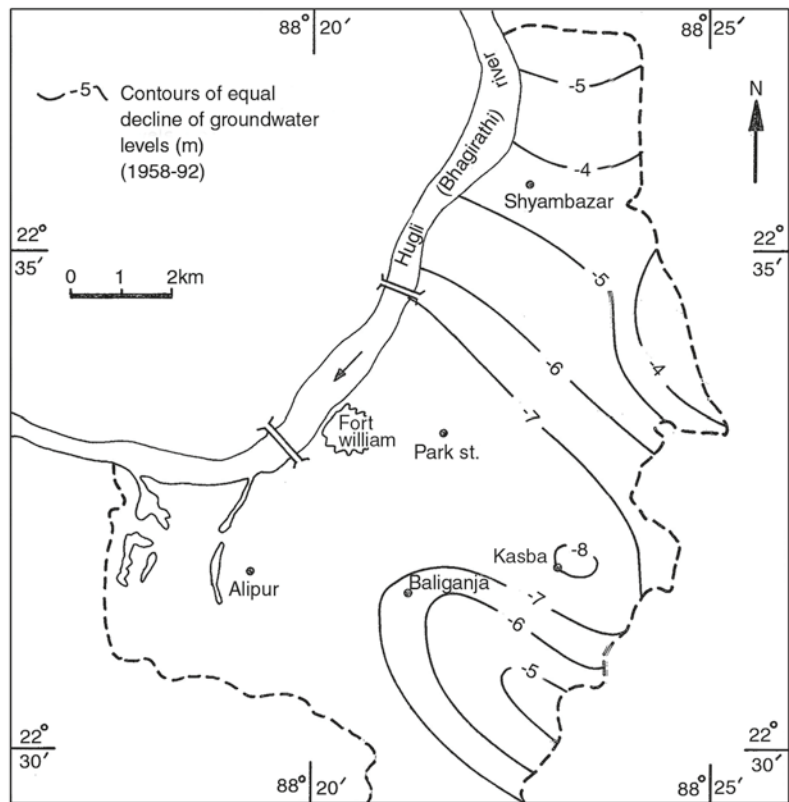 88° 20′
88° 25′
-5 Contours of equal
decline of groundwater
levels (m)
(1958-92)
N
river
(Bhagirathi)
Hugli
-5
-4
Shyambazar
22°
35′
22°
35′
0 1 2km
-5
-4
-6
-7
Fort
william
Park st.
Kasba
-8
Alipur
Baliganja
-7
-6
-5
22°
30′
22°
30′
88° 20′
88° 25′